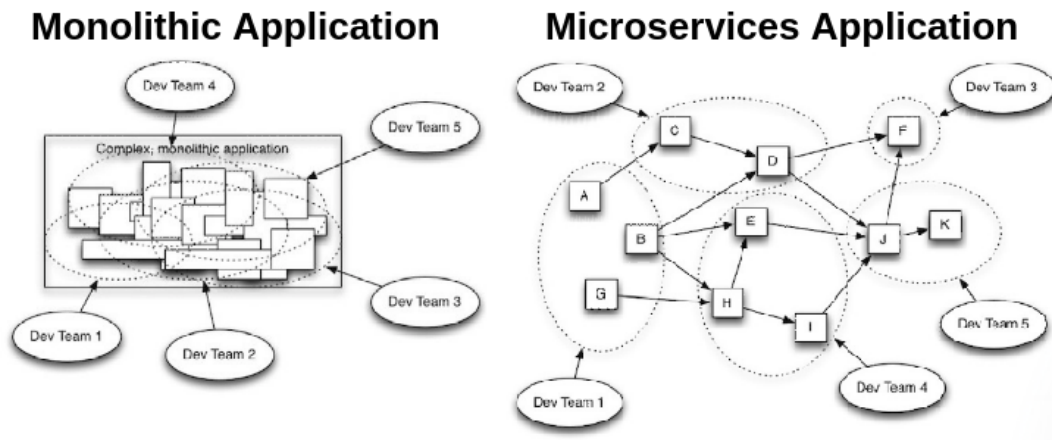 Monolithic Application
Dev Team 4
Dev Team 5
Complex, monolithic application
Dev Team 3
Dev Team 1
Dev Team 2
Microservices Application
Dev Team 2
Dev Team 3
C
F
D
A
E
K
B
J
G
H
I
Dev Team 5
Dev Team 4
Dev Team 1